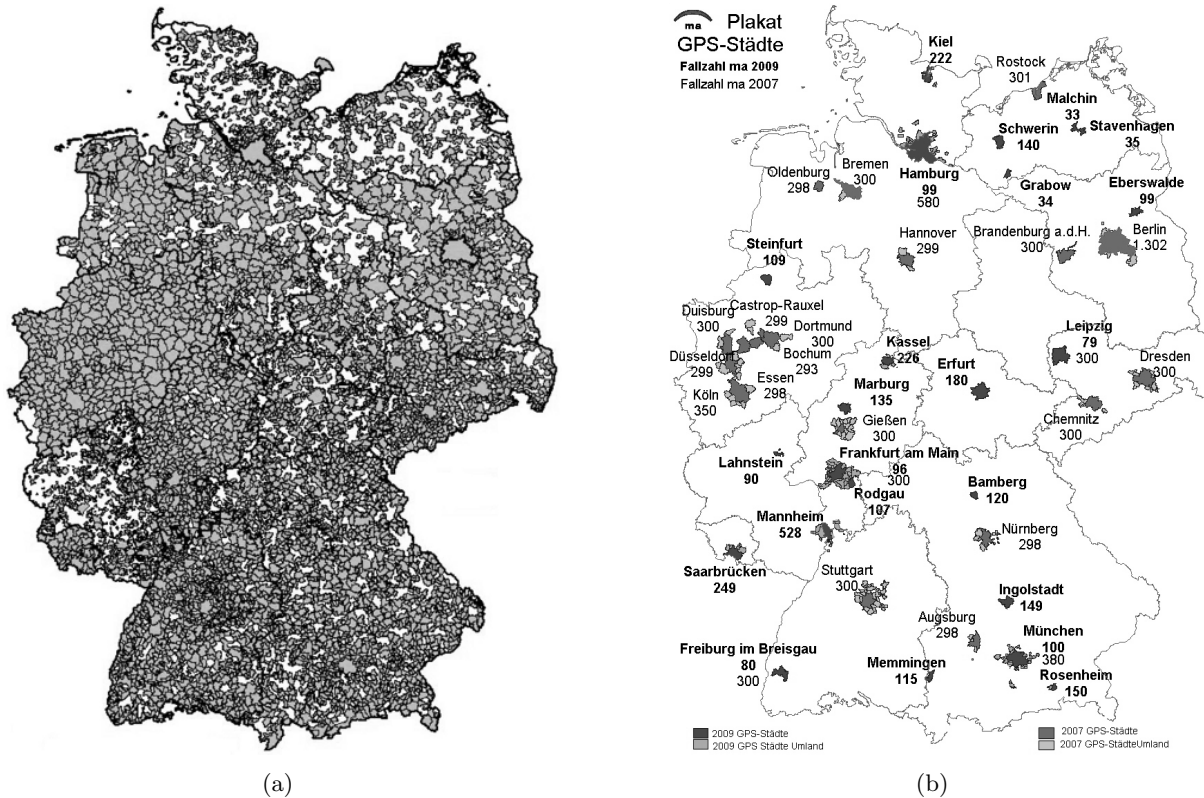 ma Plakat
GPS-Städte
Fallzahl ma 2009
Fallzahl ma 2007
Kiel
222
Rostock
301
Malchin
33
Stavenhagen
35
Schwerin
140
Hamburg
99
580
Bremen
300
Oldenburg
298
Grabow
34
Eberswalde
99
Berlin
1.302
Brandenburg a.d.H.
300
Hannover
299
Steinfurt
109
Duisburg
300
Castrop-Rauxel
299
Dortmund
300
Bochum
293
Düsseldorf
299
Essen
298
Köln
350
Kassel
226
Leipzig
79
300
Dresden
300
Erfurt
180
Marburg
135
Gießen
300
Chemnitz
300
Lahnstein
90
Frankfurt am Main
96
300
Rodgau
107
Bamberg
120
Mannheim
528
Nürnberg
298
Saarbrücken
249
Stuttgart
300
Ingolstadt
149
Augsburg
298
München
100
380
Freiburg im Breisgau
80
300
Memmingen
115
Rosenheim
150
2009 GPS-Städte
2009 GPS Städte Umland
2007 GPS-Städte
2007 GPS-StädteUmland
(a)
(b)